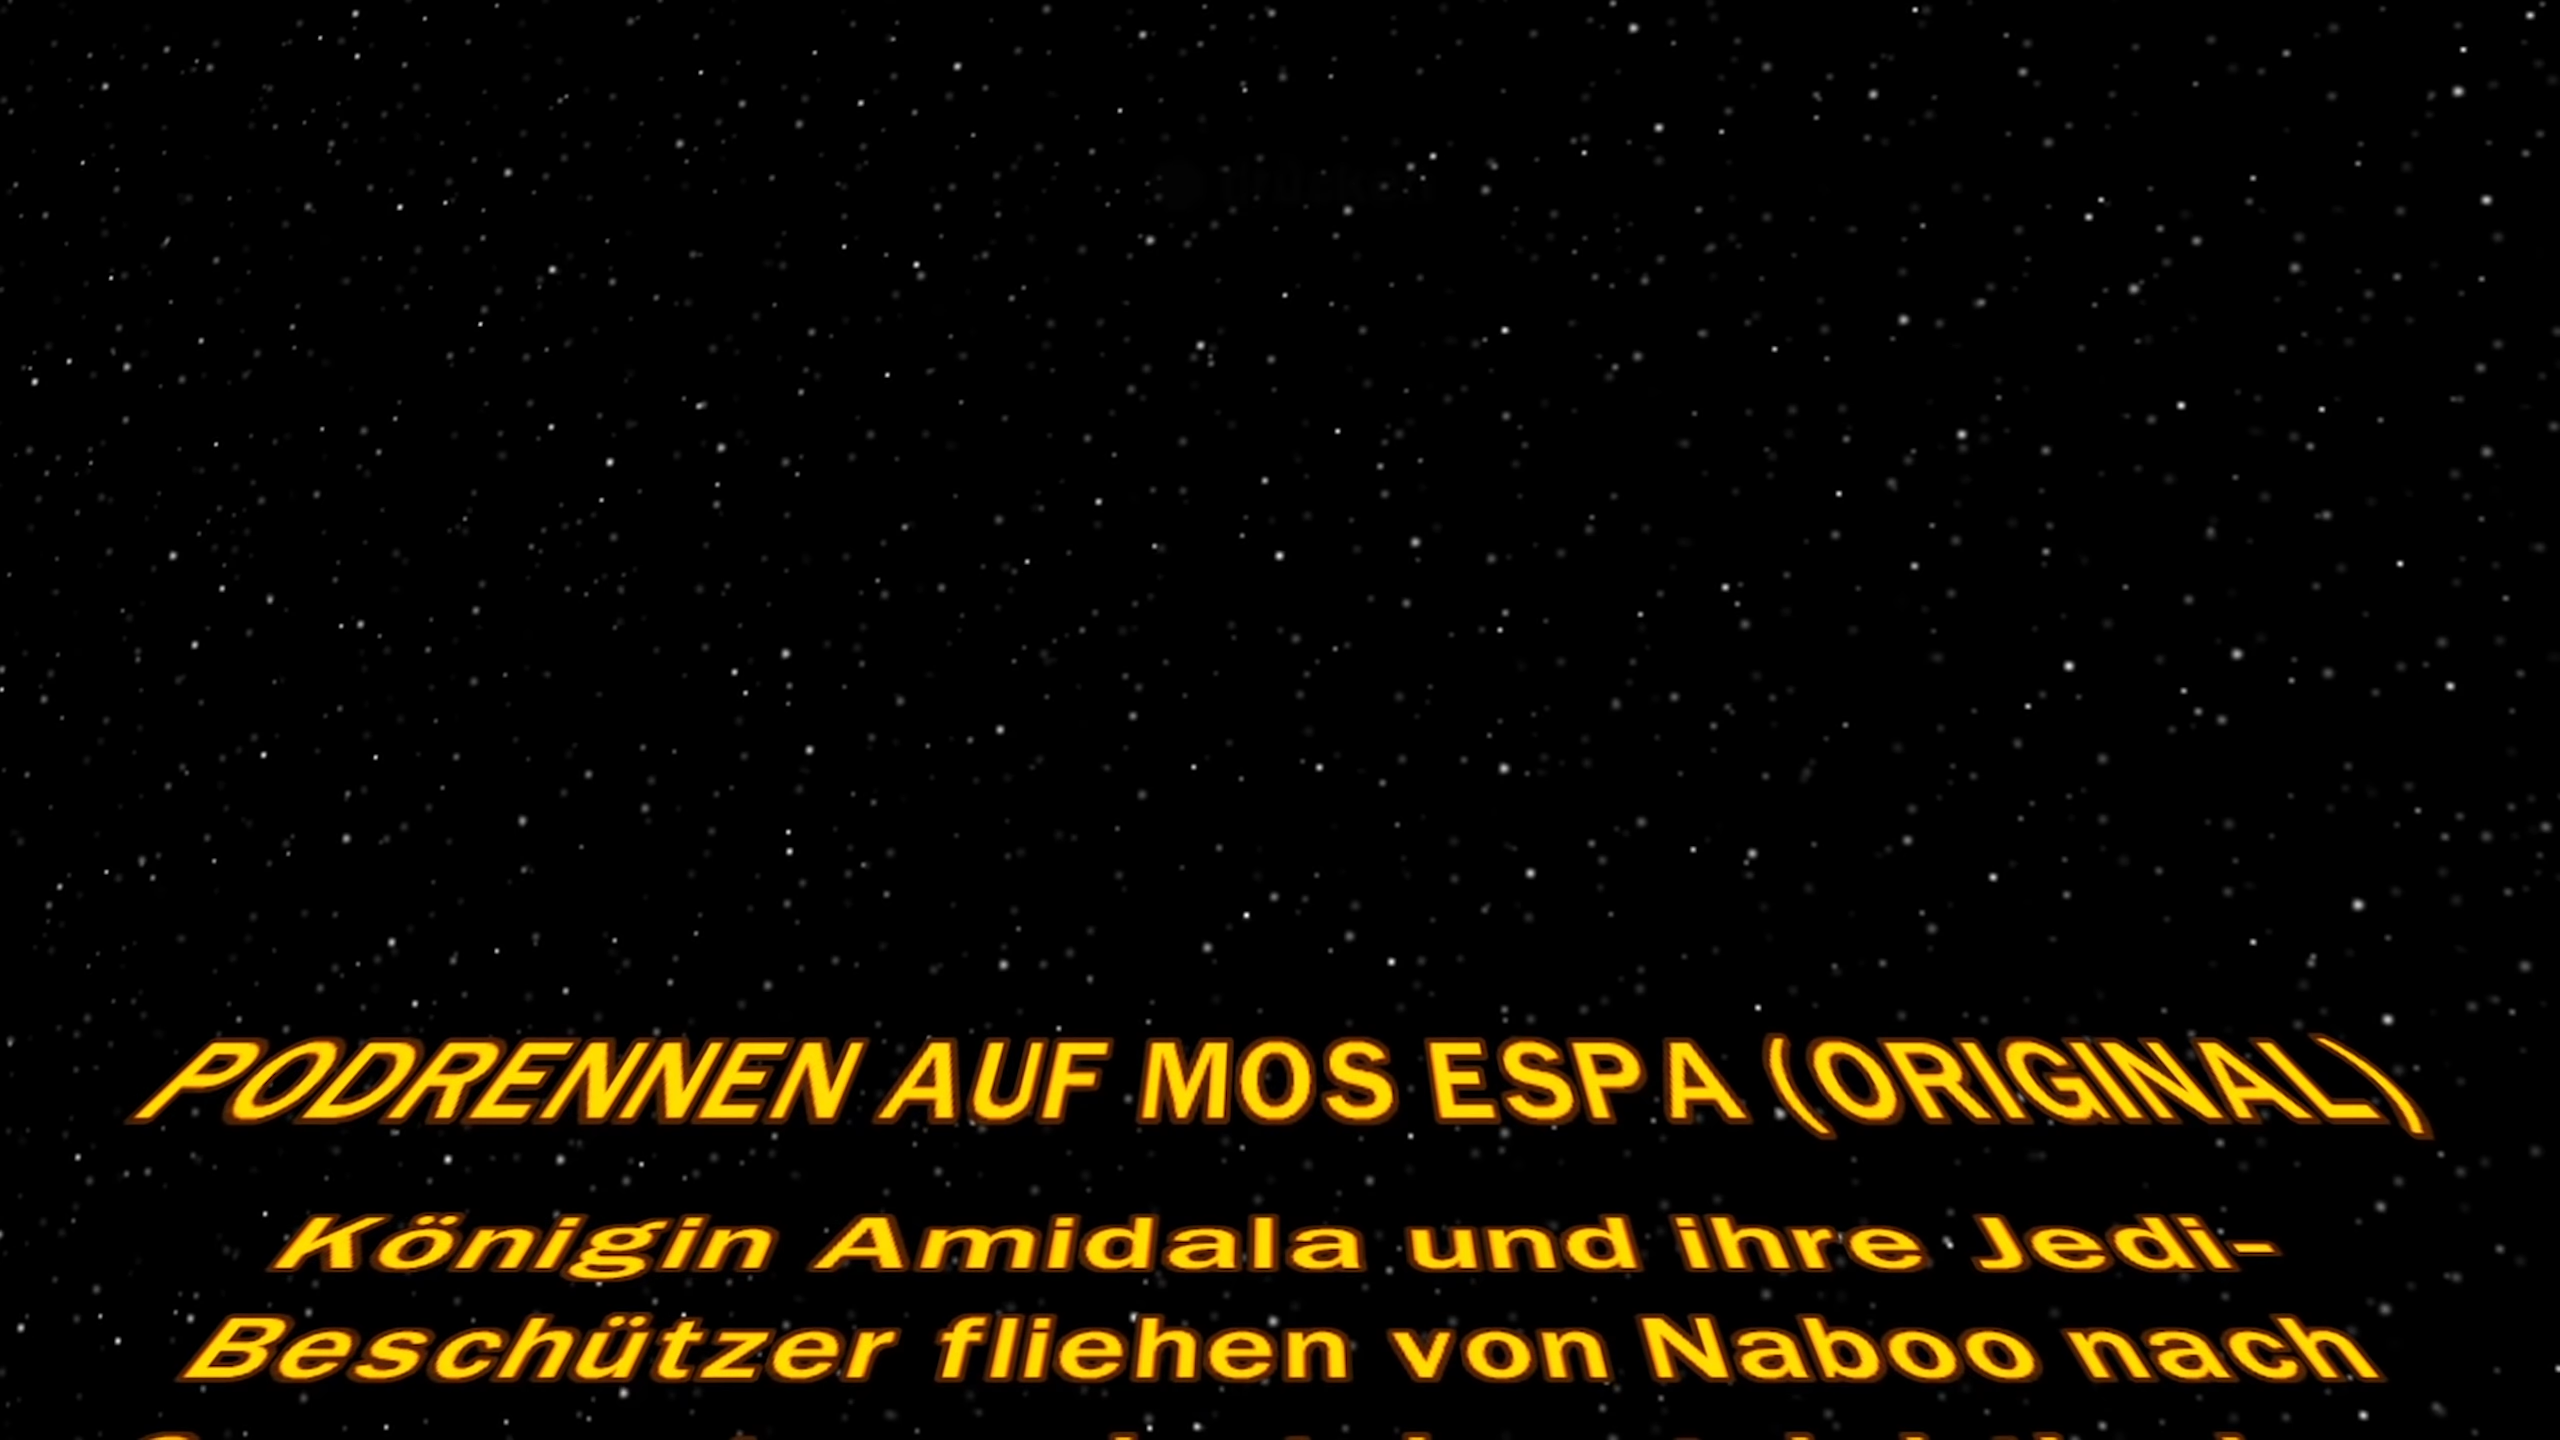 PODRENNEN AUF MOS ESPA (ORIGINAL)
Königin Amidala und ihre Jedi-
Beschützer fliehen von Naboo nach